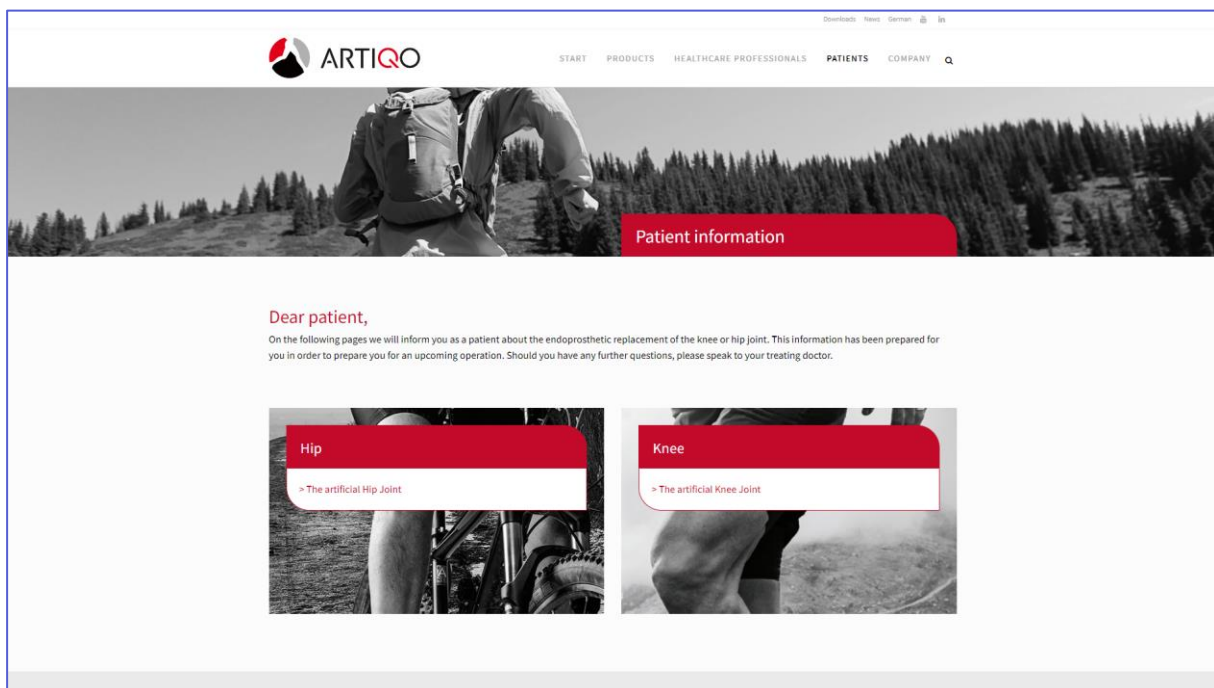 Downloads News German in
ARTIQO
START PRODUCTS HEALTHCARE PROFESSIONALS PATIENTS COMPANY
Patient information
Dear patient,
On the following pages we will inform you as a patient about the endoprosthetic replacement of the knee or hip joint. This information has been prepared for
you in order to prepare you for an upcoming operation. Should you have any further questions, please speak to your treating doctor.
Hip
> The artificial Hip Joint
Knee
> The artificial Knee Joint